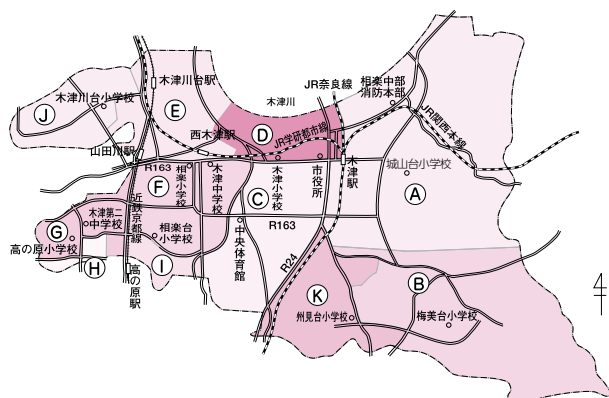 木津川台駅
木津川台小学校
J
E
木津川
JR奈良線
相楽中部
消防本部
西木津駅
D
JR学研都市線
JR関西本線
山田川駅
R163
相楽小学校
木津中学校
木津小学校
市役所
木津駅
城山台小学校
F
C
A
木津第二
中学校
近鉄京都線
相楽台
小学校
G
高の原小学校
H
I
高の原駅
中央体育館
R163
R24
K
州見台小学校
B
梅美台小学校